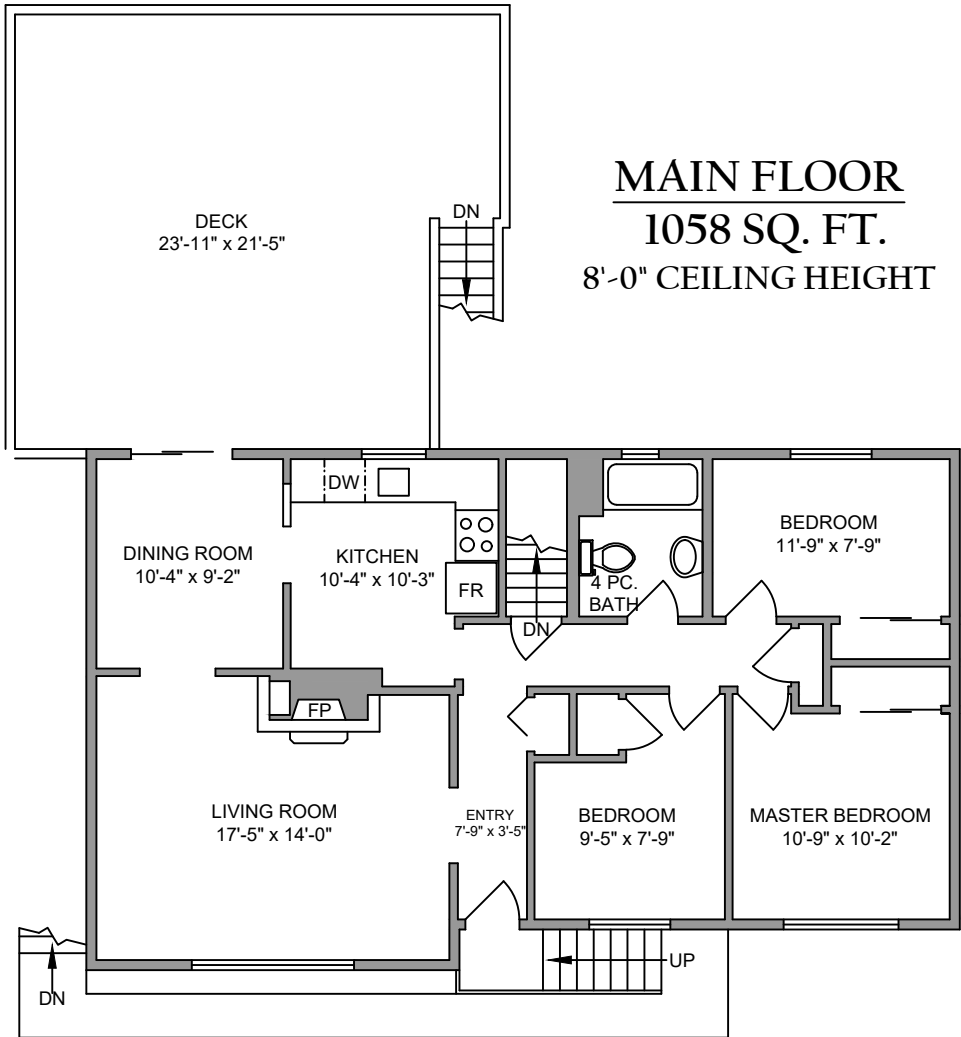 MAIN FLOOR
1058 SQ. FT.
8'-0" CEILING HEIGHT
DECK
23'-11" x 21'-5"
DN
DW
DINING ROOM
10'-4" x 9'-2"
KITCHEN
10'-4" x 10'-3"
FR
DN
4 PC.
BATH
BEDROOM
11'-9" x 7'-9"
FP
LIVING ROOM
17'-5" x 14'-0"
ENTRY
7'-9" x 3'-5"
BEDROOM
9'-5" x 7'-9"
MASTER BEDROOM
10'-9" x 10'-2"
UP
DN